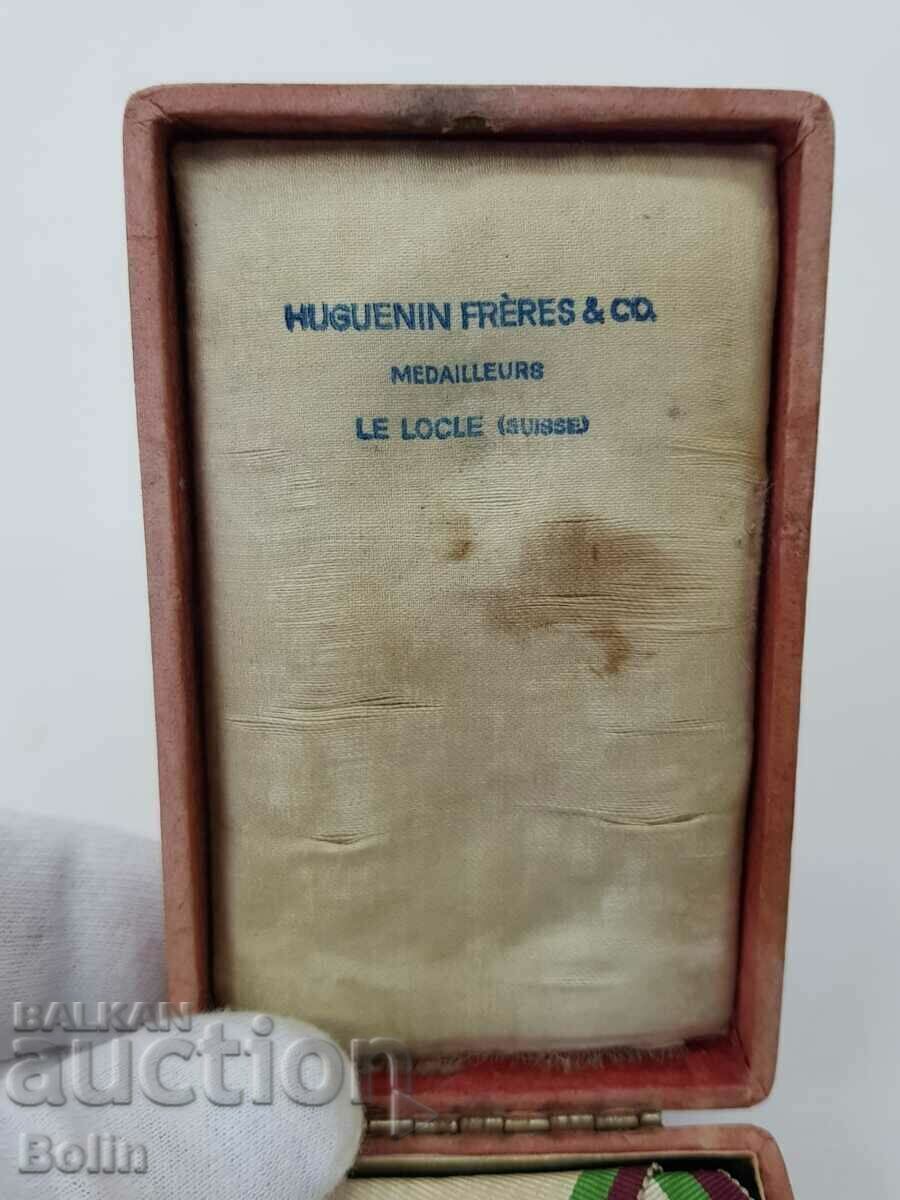 HUGUENIN FRÈRES & CO.
MEDAILLEURS
LE LOCLE (SUISSE)
BALKAN
auction
Bolin